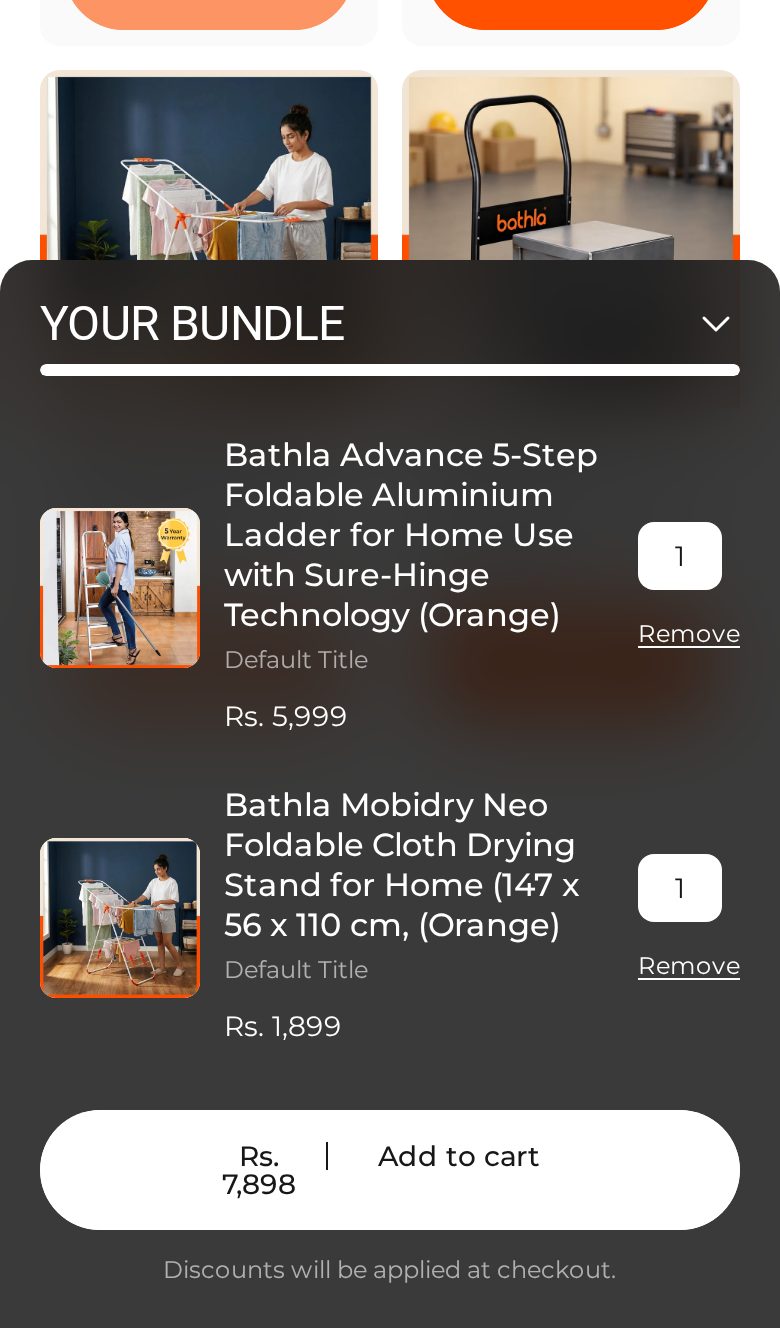 bathla
YOUR BUNDLE
Bathla Advance 5-Step
Foldable Aluminium
Ladder for Home Use
with Sure-Hinge
Technology (Orange)
Default Title
Rs. 5,999
1
Remove
5 Year
Warranty
Bathla Mobidry Neo
Foldable Cloth Drying
Stand for Home (147 x
56 x 110 cm, (Orange)
Default Title
Rs. 1,899
1
Remove
Rs.
7,898
Add to cart
Discounts will be applied at checkout.